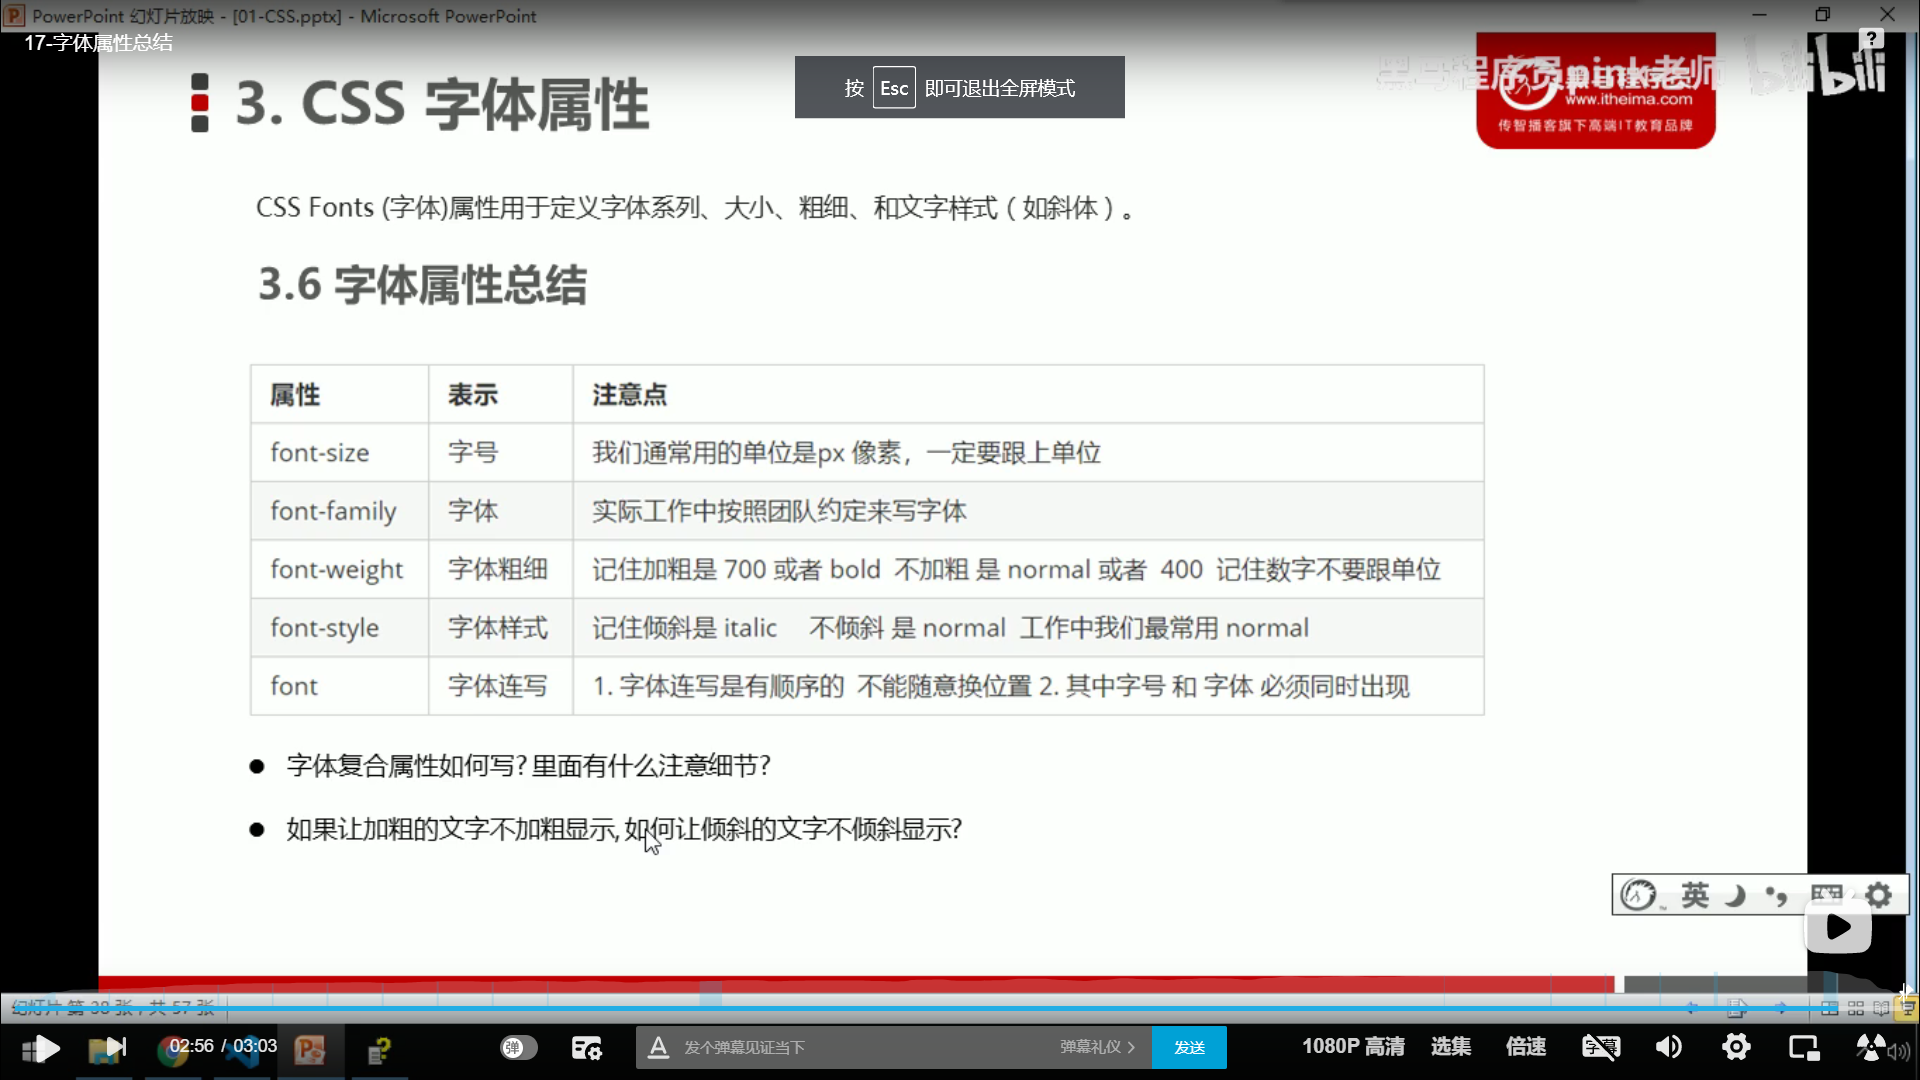 PowerPoint 幻灯片放映 - [01-CSS.pptx] - Microsoft PowerPoint
17-字体属性总结
按 Esc 即可退出全屏模式
黑马程序员pink老师
bilibili
www.itheima.com
传智播客旗下高端IT教育品牌
3. CSS 字体属性
CSS Fonts (字体)属性用于定义字体系列、大小、粗细、和文字样式（如斜体）。
3.6 字体属性总结
属性 表示 注意点
font-size 字号 我们通常用的单位是px 像素，一定要跟上单位
font-family 字体 实际工作中按照团队约定来写字体
font-weight 字体粗细 记住加粗是 700 或者 bold 不加粗 是 normal 或者 400 记住数字不要跟单位
font-style 字体样式 记住倾斜是 italic 不倾斜 是 normal 工作中我们最常用 normal
font 字体连写 1. 字体连写是有顺序的 不能随意换位置 2. 其中字号 和 字体 必须同时出现
● 字体复合属性如何写? 里面有什么注意细节?
● 如果让加粗的文字不加粗显示, 如何让倾斜的文字不倾斜显示?
英
幻灯片 第 38 张，共 57 张
02:56 / 03:03
弹
发个弹幕见证当下
弹幕礼仪
发送
1080P 高清
选集
倍速
字幕